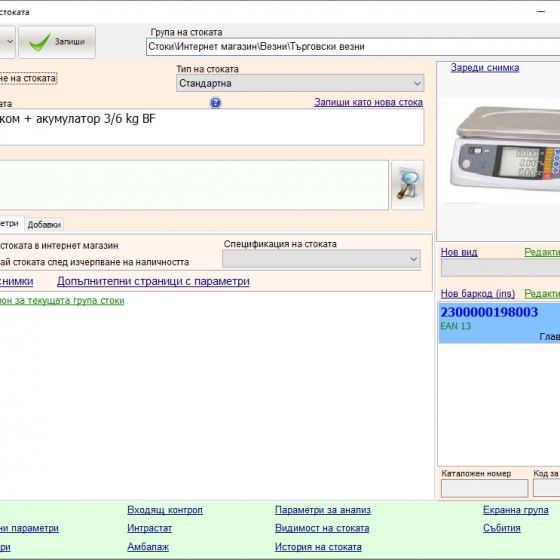 стоката
Запиши
Група на стоката
Стоки\Интернет магазин\Везни\Търговски везни
не на стоката
Тип на стоката
Стандартна
Зареди снимка
ата
Запиши като нова стока
ком + акумулатор 3/6 kg BF
етри
Добавки
стоката в интернет магазин
Спецификация на стоката
ай стоката след изчерпване на наличността
снимки
Допълнителни страници с параметри
он за текущата група стоки
Нов вид
Редакти
Нов баркод (ins)
Редакти
2300000198003
EAN 13
Глав
Каталожен номер
Код за
Входящ контрол
Параметри за анализ
Екранна група
ни параметри
Интрастат
Видимост на стоката
Събития
ри
Амбалаж
История на стоката